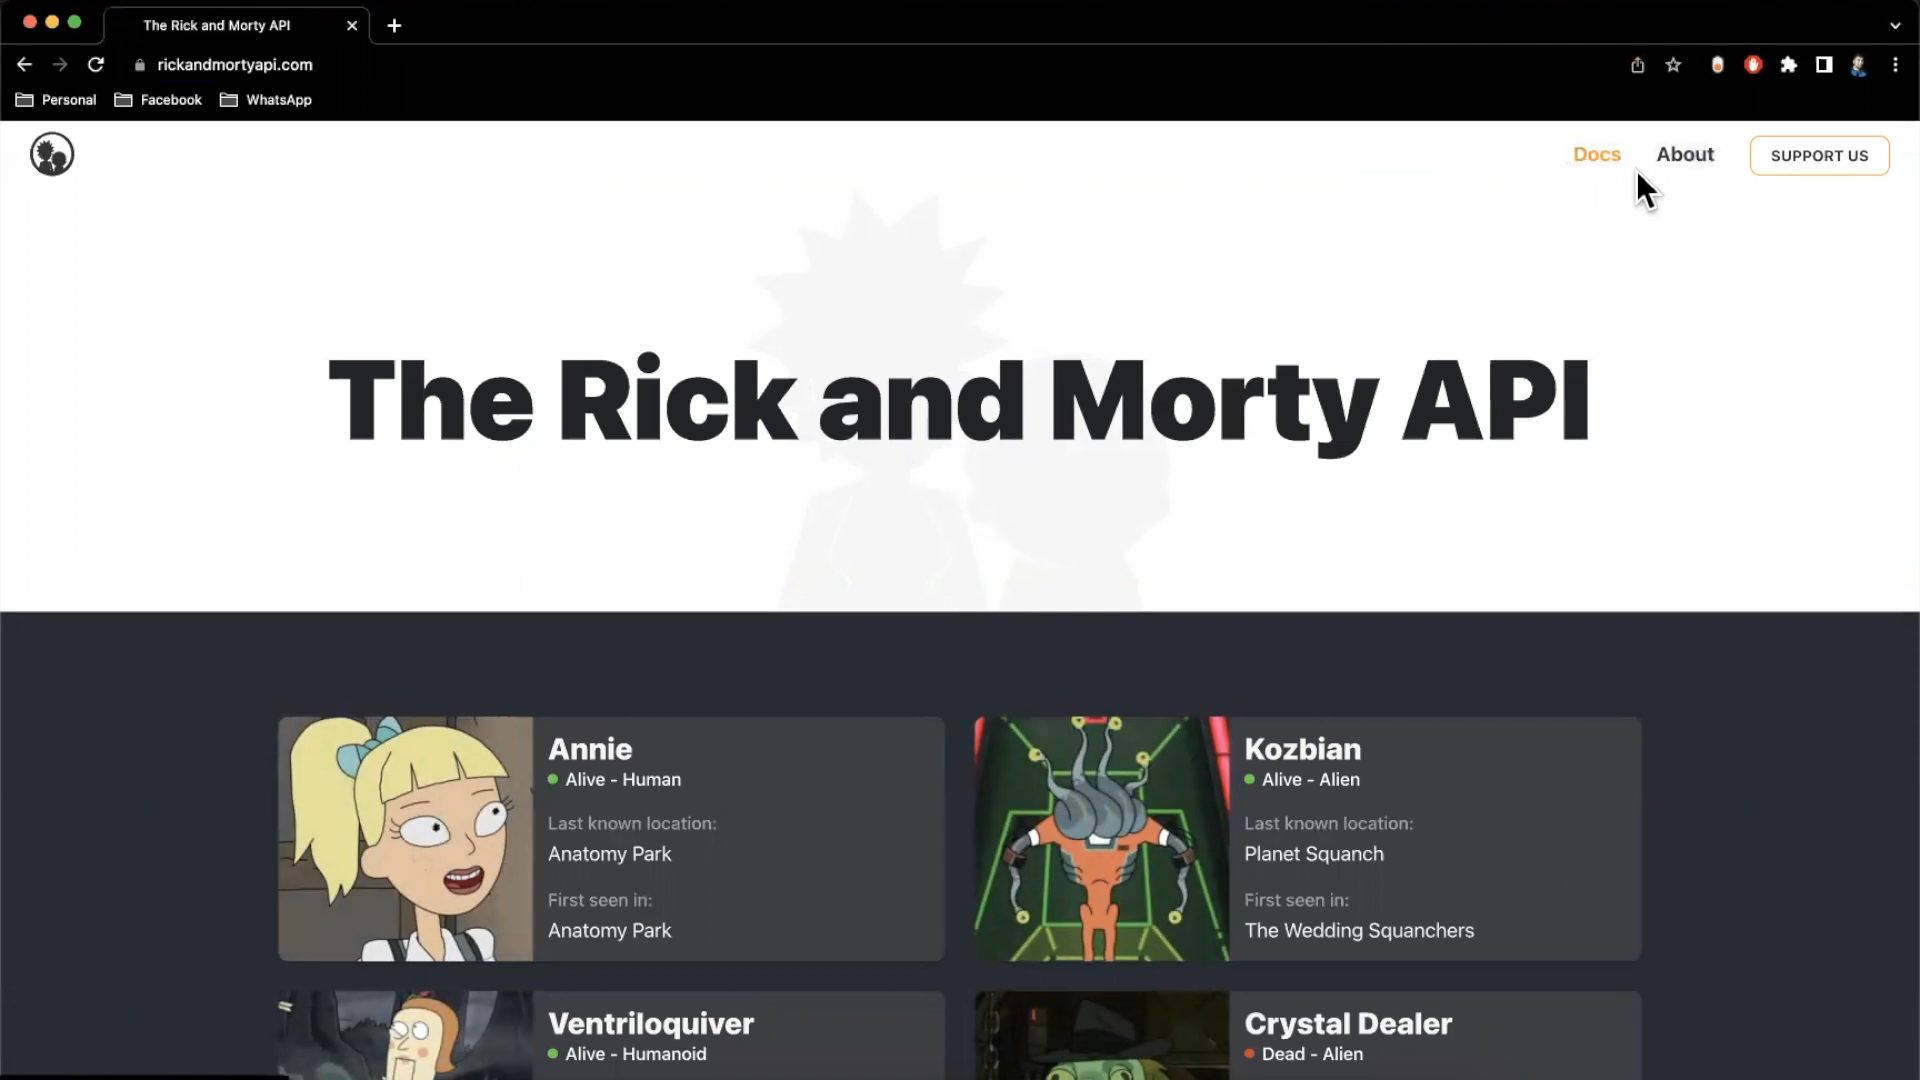 The Rick and Morty API
rickandmortyapi.com
Personal Facebook WhatsApp
Docs About SUPPORT US
The Rick and Morty API
Annie
Alive - Human
Last known location:
Anatomy Park
First seen in:
Anatomy Park
Kozbian
Alive - Alien
Last known location:
Planet Squanch
First seen in:
The Wedding Squanchers
Ventriloquiver
Alive - Humanoid
Crystal Dealer
Dead - Alien